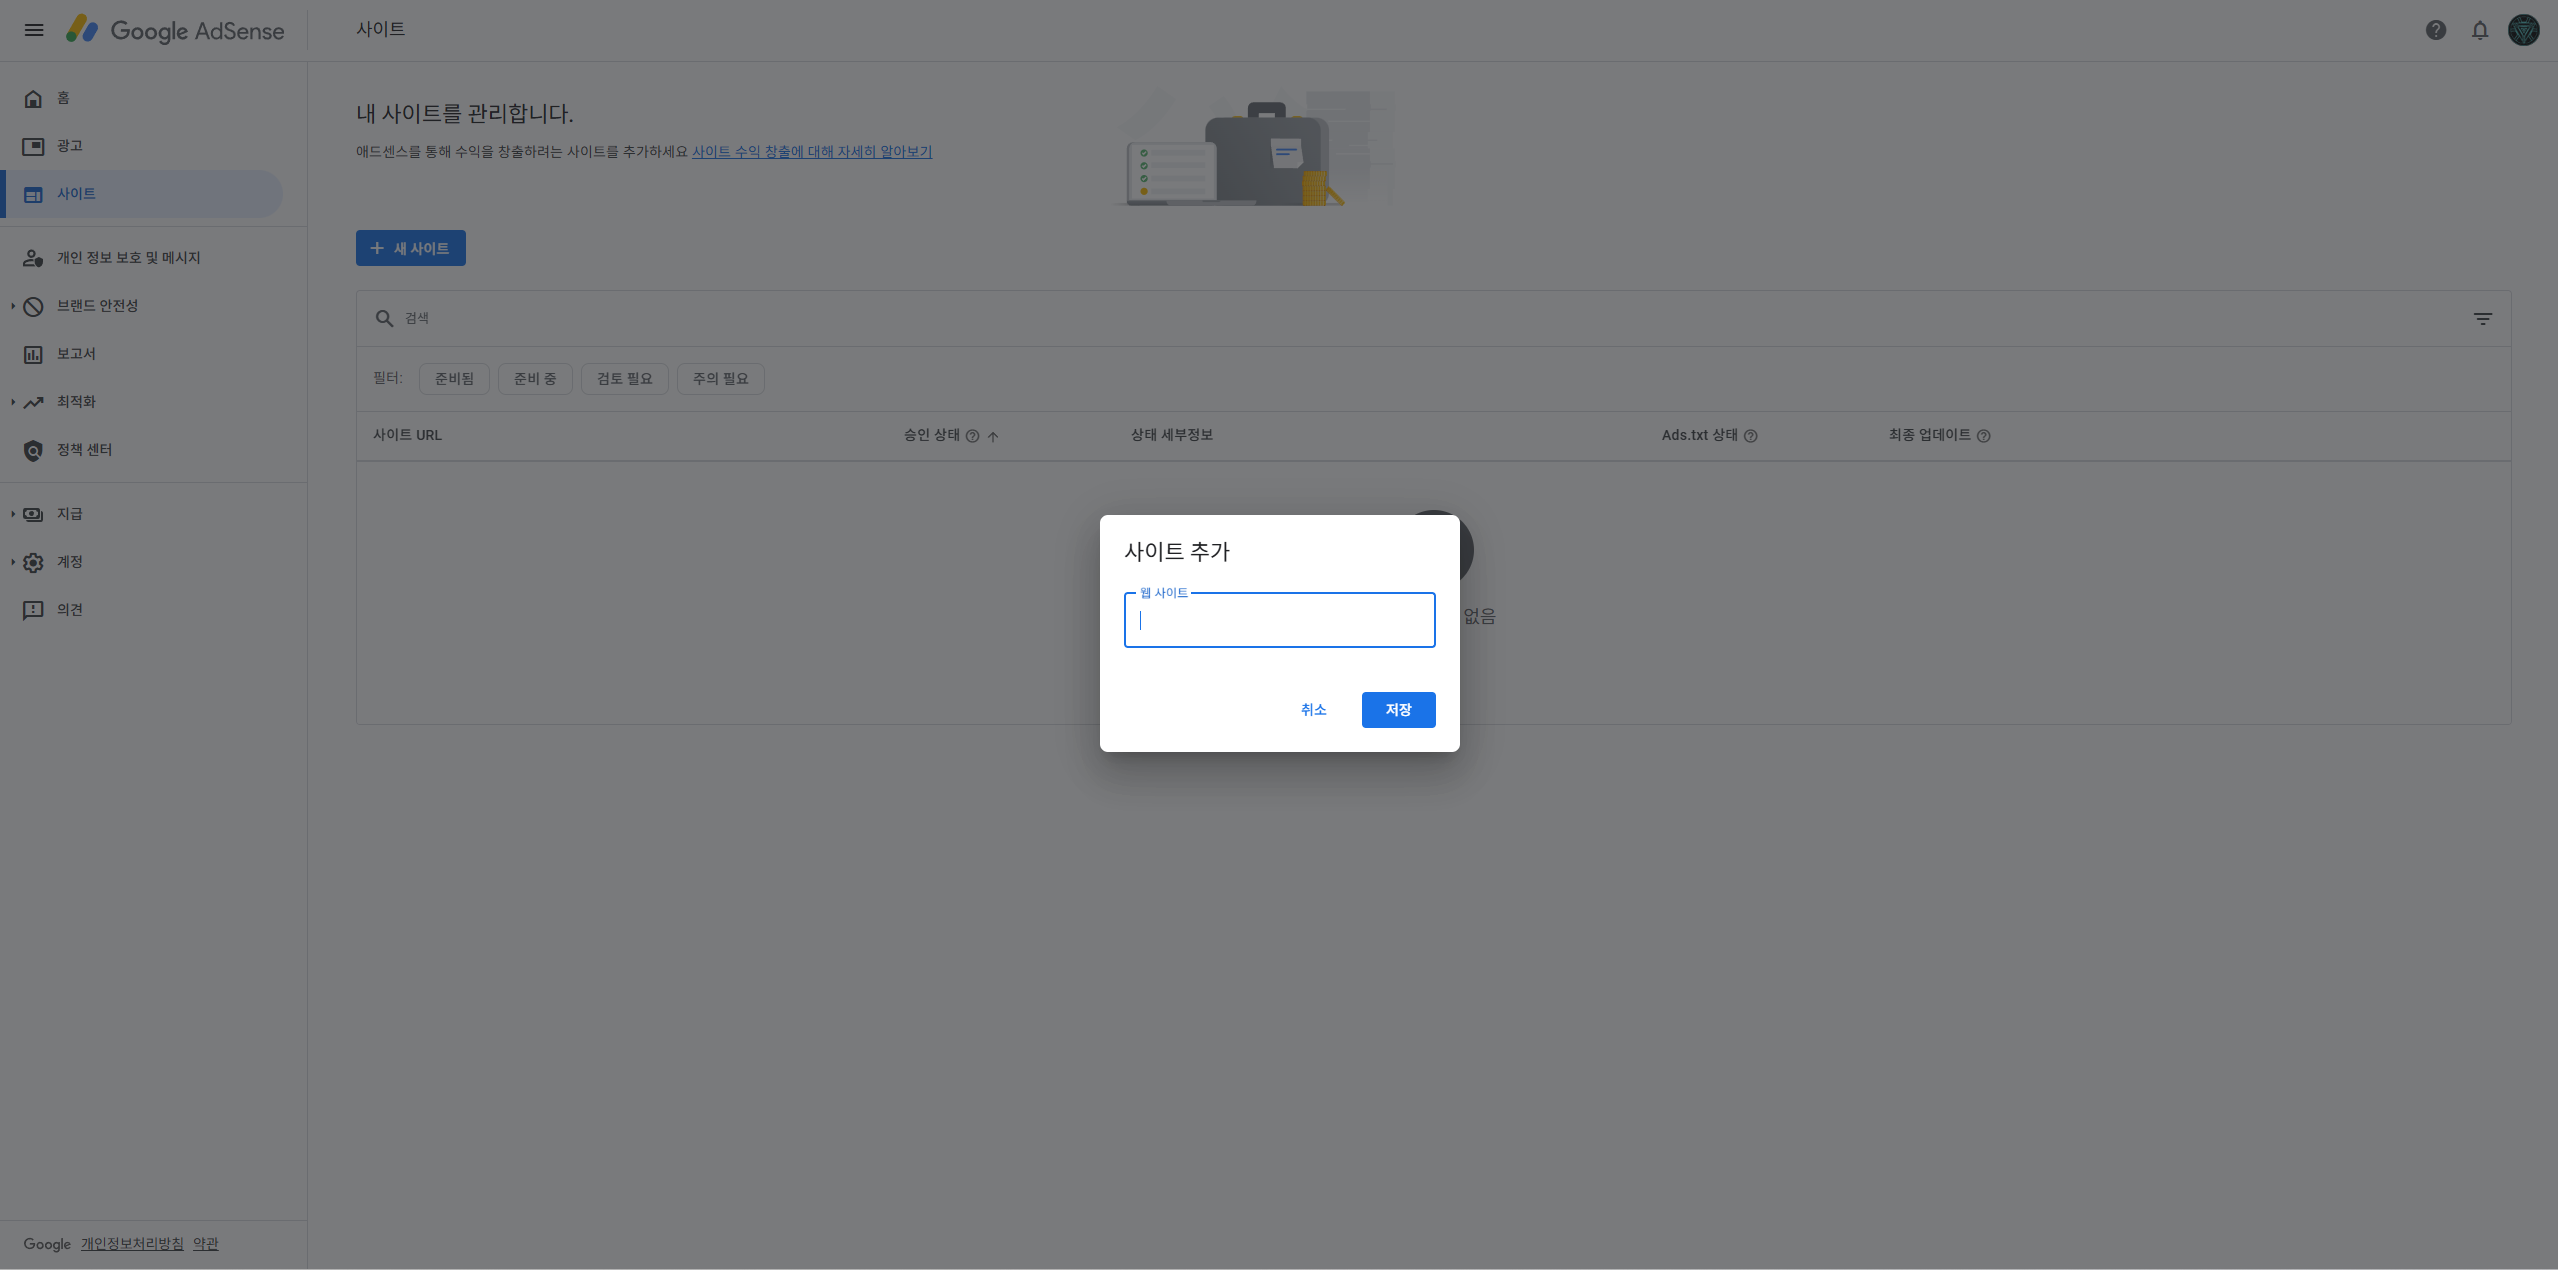 Google AdSense
사이트
홈
광고
사이트
개인 정보 보호 및 메시지
브랜드 안전성
보고서
최적화
정책 센터
지급
계정
의견
Google 개인정보처리방침 약관
내 사이트를 관리합니다.
애드센스를 통해 수익을 창출하려는 사이트를 추가하세요 사이트 수익 창출에 대해 자세히 알아보기
새 사이트
검색
필터: 준비됨 준비 중 검토 필요 주의 필요
사이트 URL 승인 상태 상태 세부정보 Ads.txt 상태 최종 업데이트
없음
사이트 추가
웹 사이트
취소 저장